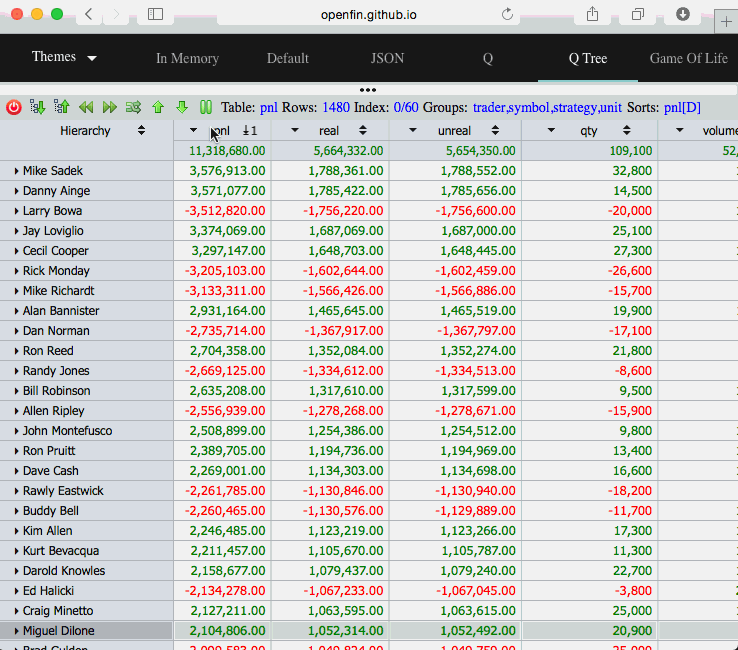 openfin.github.io
Themes In Memory Default JSON Q Q Tree Game Of Life
Table: pnl Rows: 1480 Index: 0/60 Groups: trader,symbol,strategy,unit Sorts: pnl[D]
Hierarchy pnl 1 real unreal qty volume
11,318,680.00 5,664,332.00 5,654,350.00 109,100 52,
Mike Sadek 3,576,913.00 1,788,361.00 1,788,552.00 32,800
Danny Ainge 3,571,077.00 1,785,422.00 1,785,656.00 14,500
Larry Bowa -3,512,820.00 -1,756,220.00 -1,756,600.00 -20,000
Jay Loviglio 3,374,069.00 1,687,069.00 1,687,000.00 25,100
Cecil Cooper 3,297,147.00 1,648,703.00 1,648,445.00 27,300
Rick Monday -3,205,103.00 -1,602,644.00 -1,602,459.00 -26,600
Mike Richardt -3,133,311.00 -1,566,426.00 -1,566,886.00 -15,700
Alan Bannister 2,931,164.00 1,465,645.00 1,465,519.00 19,900
Dan Norman -2,735,714.00 -1,367,917.00 -1,367,797.00 -17,100
Ron Reed 2,704,358.00 1,352,084.00 1,352,274.00 21,800
Randy Jones -2,669,125.00 -1,334,612.00 -1,334,513.00 -8,600
Bill Robinson 2,635,208.00 1,317,610.00 1,317,599.00 9,500
Allen Ripley -2,556,939.00 -1,278,268.00 -1,278,671.00 -15,900
John Montefusco 2,508,899.00 1,254,386.00 1,254,512.00 9,800
Ron Pruitt 2,389,705.00 1,194,736.00 1,194,969.00 13,400
Dave Cash 2,269,001.00 1,134,303.00 1,134,698.00 16,600
Rawly Eastwick -2,261,785.00 -1,130,846.00 -1,130,940.00 -18,200
Buddy Bell -2,260,465.00 -1,130,576.00 -1,129,889.00 -11,700
Kim Allen 2,246,485.00 1,123,219.00 1,123,266.00 17,300
Kurt Bevacqua 2,211,457.00 1,105,670.00 1,105,787.00 11,300
Darold Knowles 2,158,677.00 1,079,437.00 1,079,240.00 22,700
Ed Halicki -2,134,278.00 -1,067,233.00 -1,067,045.00 -3,800
Craig Minetto 2,127,211.00 1,063,595.00 1,063,615.00 25,000
Miguel Dilone 2,104,806.00 1,052,314.00 1,052,492.00 20,900